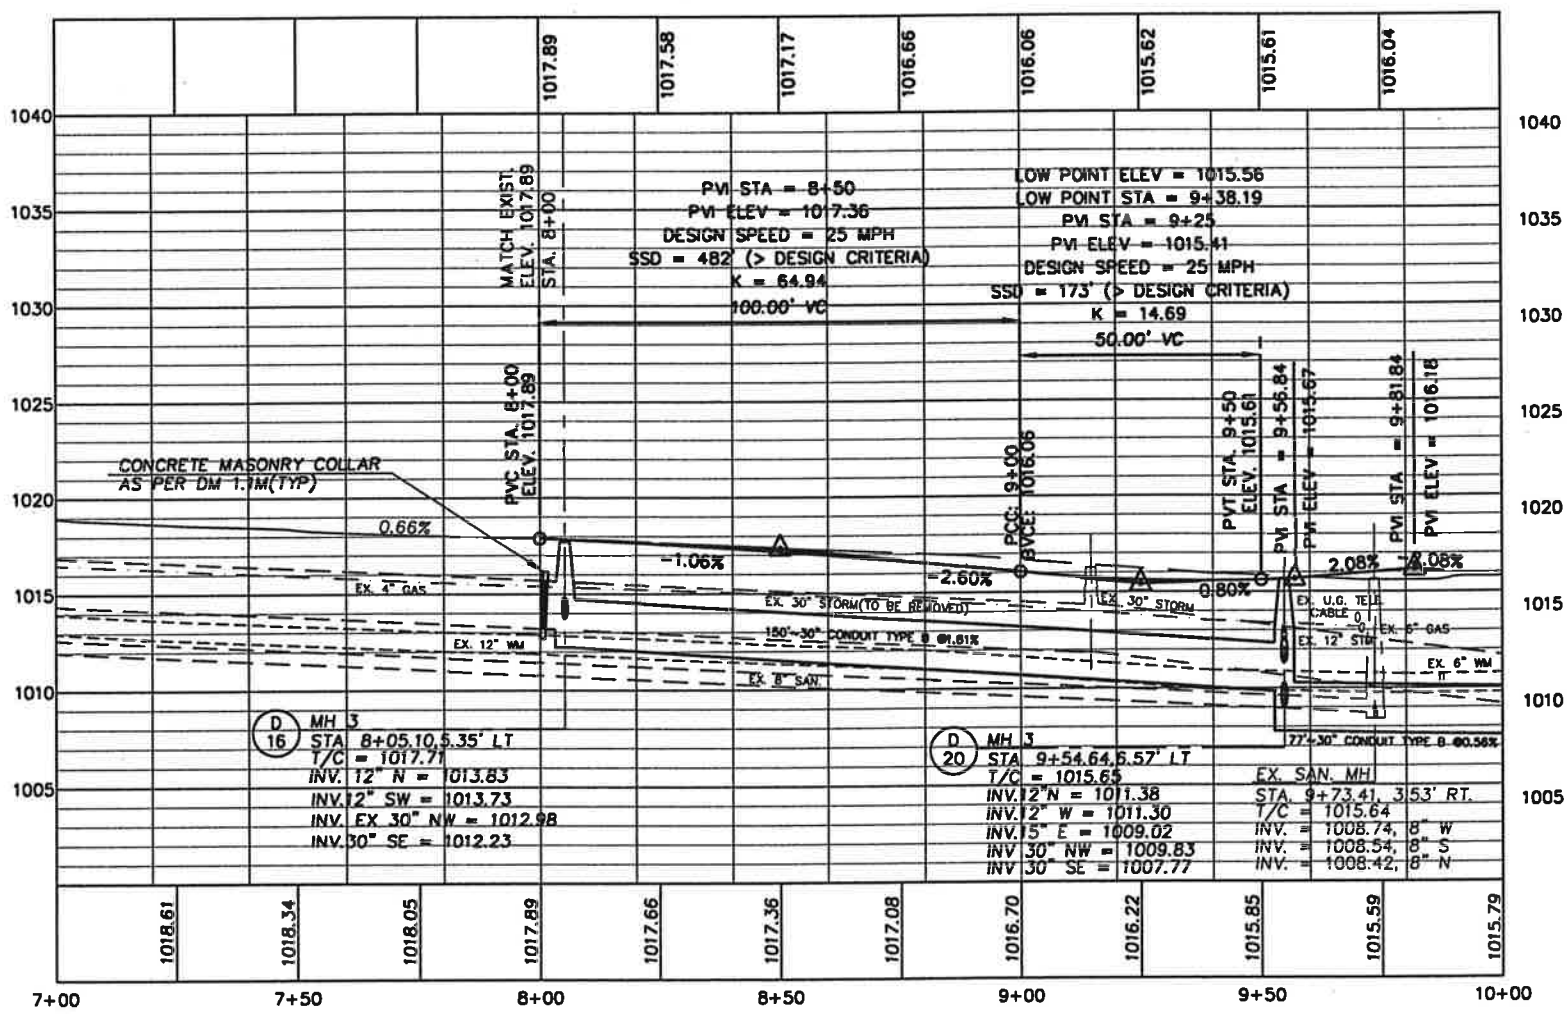 1017.89
1017.58
1017.17
1016.66
1016.06
1015.62
1015.61
1016.04
1040
1040
MATCH EXIST.
ELEV. 1017.89
STA. 8+00
PVI STA = 8+50
PVI ELEV = 1017.36
DESIGN SPEED = 25 MPH
SSD = 482' (> DESIGN CRITERIA)
K = 64.94
100.00' VC
LOW POINT ELEV = 1015.56
LOW POINT STA = 9+38.19
PVI STA = 9+25
PVI ELEV = 1015.41
DESIGN SPEED = 25 MPH
SSD = 173' (> DESIGN CRITERIA)
K = 14.69
50.00' VC
1035
1035
1030
1030
1025
1025
PVC STA. 8+00
ELEV. 1017.89
PCC: 9+00
BVCE: 1016.06
PVT STA. 9+50
ELEV. 1015.61
PVI STA = 9+56.84
PVI ELEV = 1015.67
PVI STA = 9+81.84
PVI ELEV = 1016.18
CONCRETE MASONRY COLLAR
AS PER DM 1.1M(TYP)
1020
1020
0.66%
-1.06%
-2.60%
0.80%
2.08%
.08%
1015
1015
EX. 4" GAS
EX. 30" STORM(TO BE REMOVED)
EX. 30" STORM
EX. U.G. TELE
CABLE
EX. 6" GAS
150'~30" CONDUIT TYPE B @1.61%
EX. 12" STM
EX. 12" WM
EX. 6" WM
EX. 8" SAN.
1010
1010
D
16
MH 3
STA 8+05.10,5.35' LT
T/C = 1017.71
INV. 12" N = 1013.83
INV.12" SW = 1013.73
INV. EX 30" NW = 1012.98
INV.30" SE = 1012.23
D
20
MH 3
STA 9+54.64,6.57' LT
T/C = 1015.65
INV.12"N = 1011.38
INV.12" W = 1011.30
INV.15" E = 1009.02
INV 30" NW = 1009.83
INV 30" SE = 1007.77
77'~30" CONDUIT TYPE B @0.56%
EX. SAN. MH
STA. 9+73.41, 3.53' RT.
T/C = 1015.64
INV. = 1008.74, 8" W
INV. = 1008.54, 8" S
INV. = 1008.42, 8" N
1005
1005
1018.61
1018.34
1018.05
1017.89
1017.66
1017.36
1017.08
1016.70
1016.22
1015.85
1015.59
1015.79
7+00
7+50
8+00
8+50
9+00
9+50
10+00